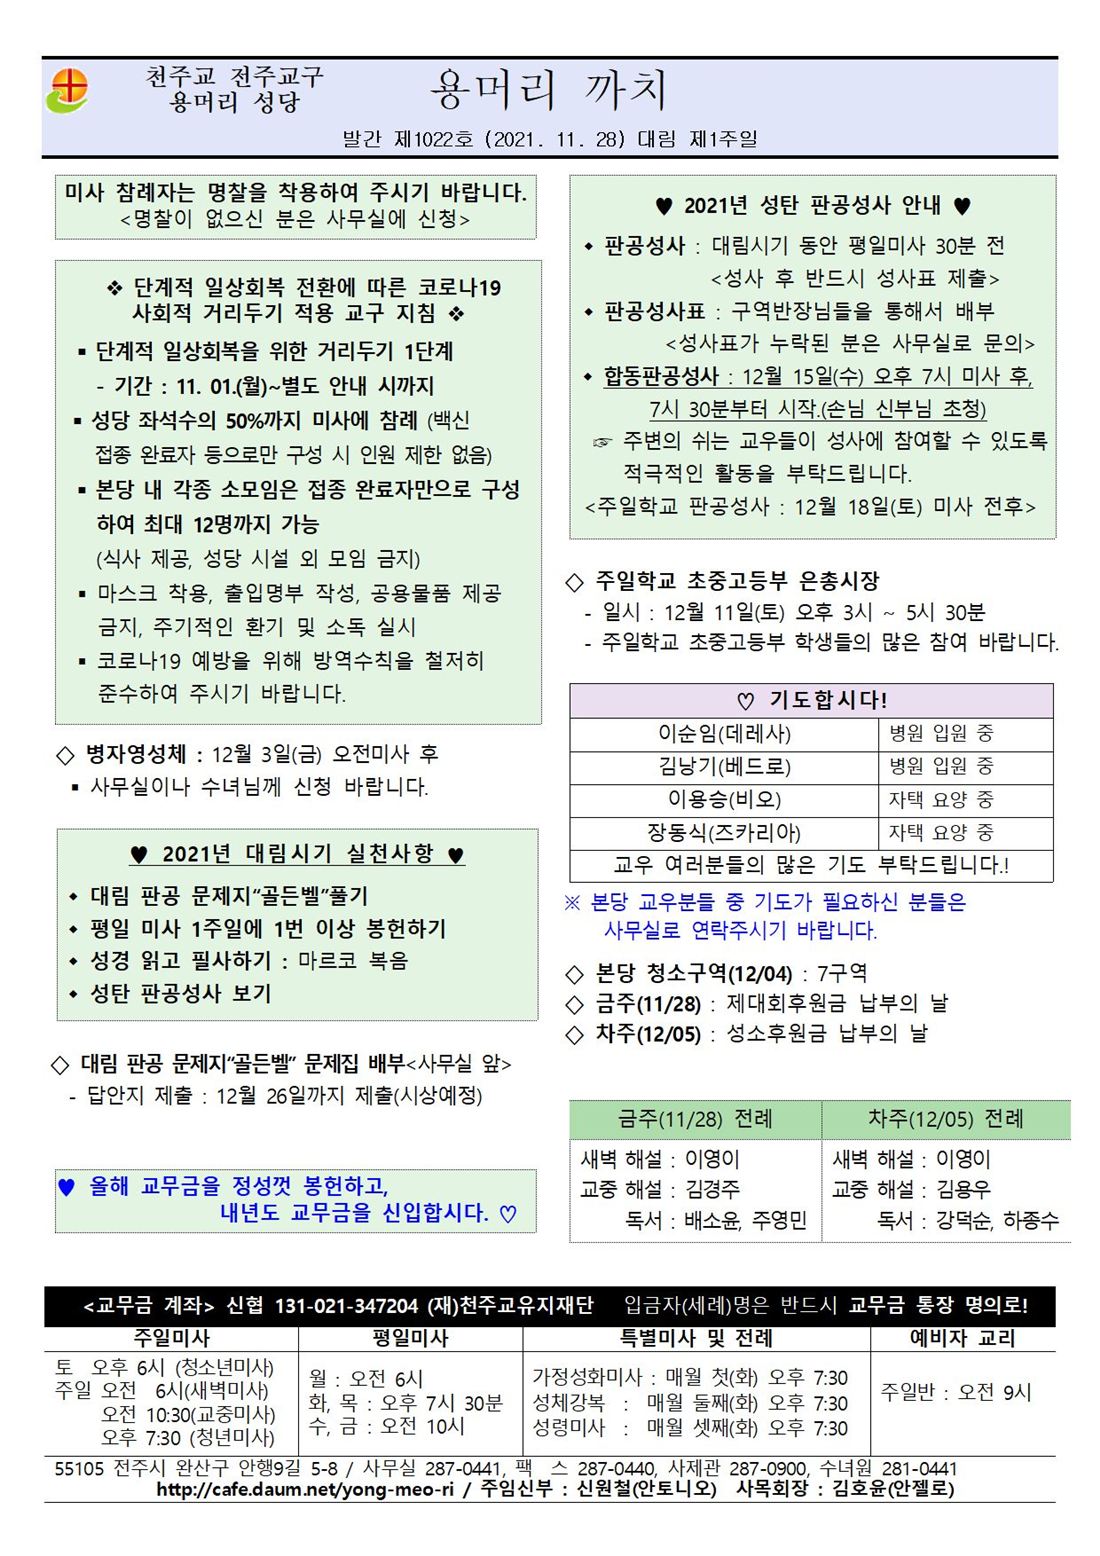 천주교 전주교구
용머리 성당
용머리 까치
발간 제1022호 (2021. 11. 28) 대림 제1주일
미사 참례자는 명찰을 착용하여 주시기 바랍니다.
<명찰이 없으신 분은 사무실에 신청>
❖ 단계적 일상회복 전환에 따른 코로나19
사회적 거리두기 적용 교구 지침 ❖
▪ 단계적 일상회복을 위한 거리두기 1단계
- 기간 : 11. 01.(월)~별도 안내 시까지
▪ 성당 좌석수의 50%까지 미사에 참례 (백신
접종 완료자 등으로만 구성 시 인원 제한 없음)
▪ 본당 내 각종 소모임은 접종 완료자만으로 구성
하여 최대 12명까지 가능
(식사 제공, 성당 시설 외 모임 금지)
▪ 마스크 착용, 출입명부 작성, 공용물품 제공
금지, 주기적인 환기 및 소독 실시
▪ 코로나19 예방을 위해 방역수칙을 철저히
준수하여 주시기 바랍니다.
◇ 병자영성체 : 12월 3일(금) 오전미사 후
▪ 사무실이나 수녀님께 신청 바랍니다.
♥ 2021년 대림시기 실천사항 ♥
◆ 대림 판공 문제지“골든벨”풀기
◆ 평일 미사 1주일에 1번 이상 봉헌하기
◆ 성경 읽고 필사하기 : 마르코 복음
◆ 성탄 판공성사 보기
◇ 대림 판공 문제지“골든벨” 문제집 배부<사무실 앞>
- 답안지 제출 : 12월 26일까지 제출(시상예정)
♥ 올해 교무금을 정성껏 봉헌하고,
내년도 교무금을 신입합시다. ♡
♥ 2021년 성탄 판공성사 안내 ♥
◆ 판공성사 : 대림시기 동안 평일미사 30분 전
<성사 후 반드시 성사표 제출>
◆ 판공성사표 : 구역반장님들을 통해서 배부
<성사표가 누락된 분은 사무실로 문의>
◆ 합동판공성사 : 12월 15일(수) 오후 7시 미사 후,
7시 30분부터 시작.(손님 신부님 초청)
☞ 주변의 쉬는 교우들이 성사에 참여할 수 있도록
적극적인 활동을 부탁드립니다.
<주일학교 판공성사 : 12월 18일(토) 미사 전후>
◇ 주일학교 초중고등부 은총시장
- 일시 : 12월 11일(토) 오후 3시 ~ 5시 30분
- 주일학교 초중고등부 학생들의 많은 참여 바랍니다.
♡ 기도합시다!
이순임(데레사) 병원 입원 중
김낭기(베드로) 병원 입원 중
이용승(비오) 자택 요양 중
장동식(즈카리아) 자택 요양 중
교우 여러분들의 많은 기도 부탁드립니다.!
※ 본당 교우분들 중 기도가 필요하신 분들은
사무실로 연락주시기 바랍니다.
◇ 본당 청소구역(12/04) : 7구역
◇ 금주(11/28) : 제대회후원금 납부의 날
◇ 차주(12/05) : 성소후원금 납부의 날
금주(11/28) 전례 차주(12/05) 전례
새벽 해설 : 이영이 새벽 해설 : 이영이
교중 해설 : 김경주 교중 해설 : 김용우
독서 : 배소윤, 주영민 독서 : 강덕순, 하종수
<교무금 계좌> 신협 131-021-347204 (재)천주교유지재단 입금자(세례)명은 반드시 교무금 통장 명의로!
주일미사 평일미사 특별미사 및 전례 예비자 교리
토 오후 6시 (청소년미사)
주일 오전 6시(새벽미사)
오전 10:30(교중미사)
오후 7:30 (청년미사)
월 : 오전 6시
화, 목 : 오후 7시 30분
수, 금 : 오전 10시
가정성화미사 : 매월 첫(화) 오후 7:30
성체강복 : 매월 둘째(화) 오후 7:30
성령미사 : 매월 셋째(화) 오후 7:30
주일반 : 오전 9시
55105 전주시 완산구 안행9길 5-8 / 사무실 287-0441, 팩 스 287-0440, 사제관 287-0900, 수녀원 281-0441
http://cafe.daum.net/yong-meo-ri / 주임신부 : 신원철(안토니오) 사목회장 : 김호윤(안젤로)